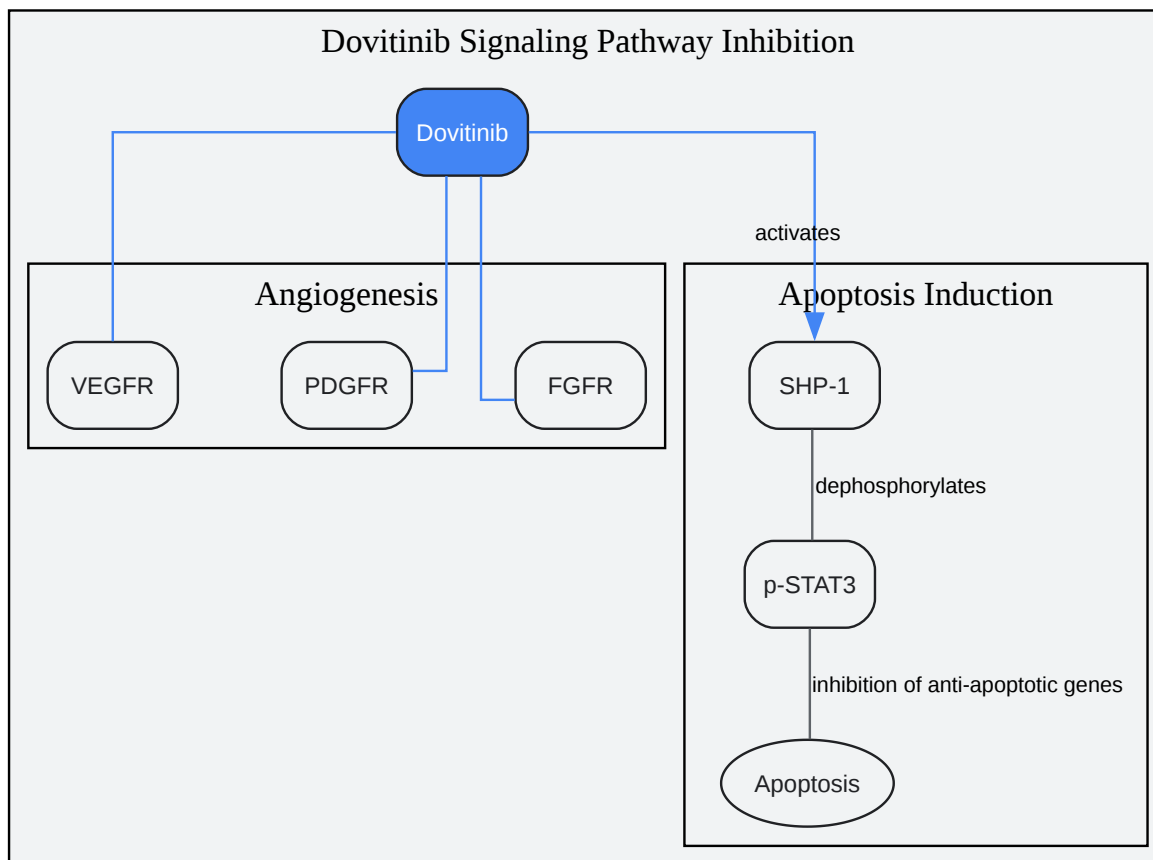 Dovitinib Signaling Pathway Inhibition
Dovitinib
activates
Angiogenesis
Apoptosis Induction
VEGFR
PDGFR
FGFR
SHP-1
dephosphorylates
p-STAT3
inhibition of anti-apoptotic genes
Apoptosis